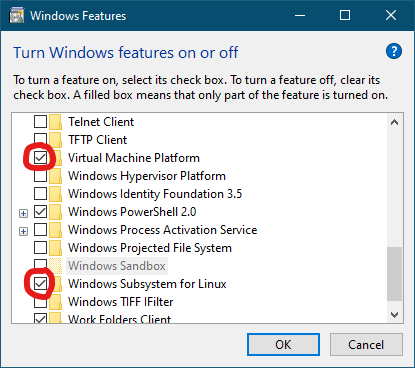 Windows Features
Turn Windows features on or off
?
To turn a feature on, select its check box. To turn a feature off, clear its
check box. A filled box means that only part of the feature is turned on.
Telnet Client
TFTP Client
Virtual Machine Platform
Windows Hypervisor Platform
Windows Identity Foundation 3.5
Windows PowerShell 2.0
Windows Process Activation Service
Windows Projected File System
Windows Sandbox
Windows Subsystem for Linux
Windows TIFF IFilter
Work Folders Client
OK
Cancel